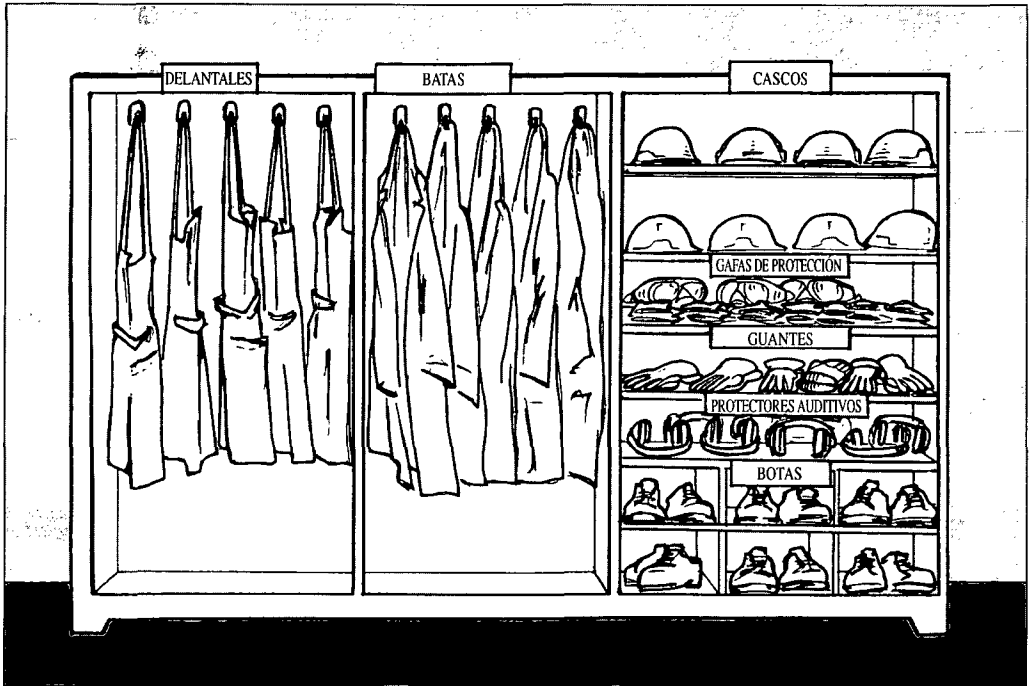 DELANTALES
BATAS
CASCOS
GAFAS DE PROTECCIÓN
GUANTES
PROTECTORES AUDITIVOS
BOTAS